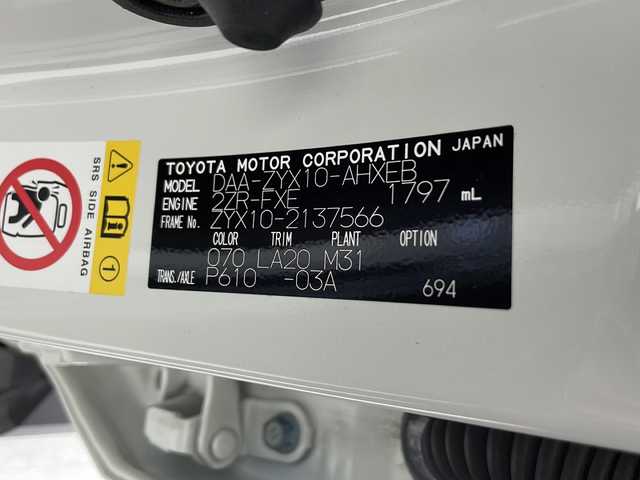 SRS SIDE AIRBAG
1
TOYOTA MOTOR CORPORATION JAPAN
MODEL DAA-ZYX10-AHXEB
ENGINE 2ZR-FXE 1797 mL
FRAME No. ZYX10-2137566
COLOR TRIM PLANT OPTION
070 LA20 M31
TRANS./AXLE P610 -03A
694